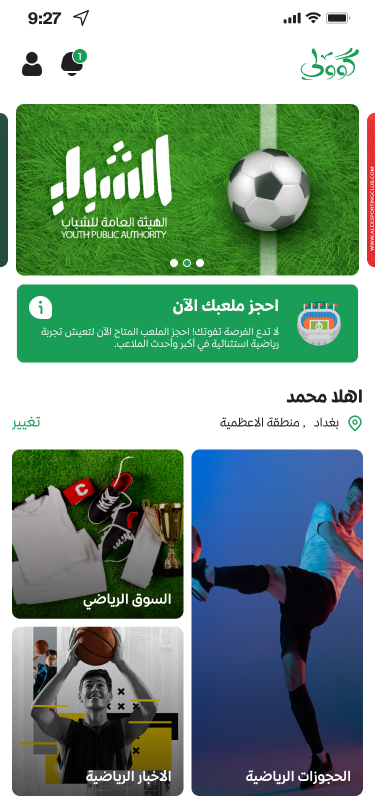 9:27
1
گوولی
الشباب
الهيئة العامة للشباب
YOUTH PUBLIC AUTHORITY
WWW.ALEXSPORTINGCLUB.COM
احجز ملعبك الآن
لا تدع الفرصة تفوتك! احجز الملعب المتاح الآن لتعيش تجربة
رياضية استثنائية في أكبر وأحدث الملاعب.
اهلا محمد
بغداد , منطقة الاعظمية
تغيير
C
السوق الرياضي
الاخبار الرياضية
الحجوزات الرياضية